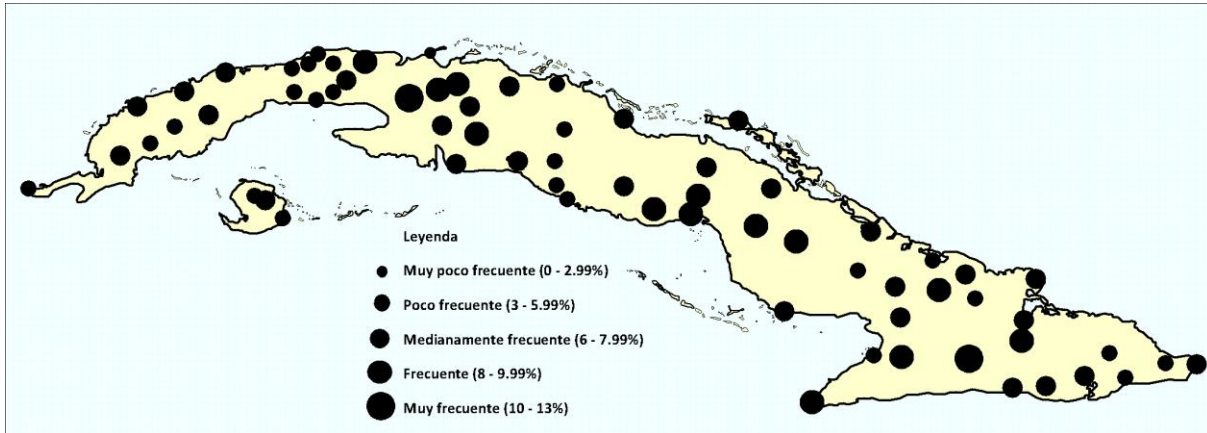 Leyenda
Muy poco frecuente (0 - 2.99%)
Poco frecuente (3 - 5.99%)
Medianamente frecuente (6 - 7.99%)
Frecuente (8 - 9.99%)
Muy frecuente (10 - 13%)